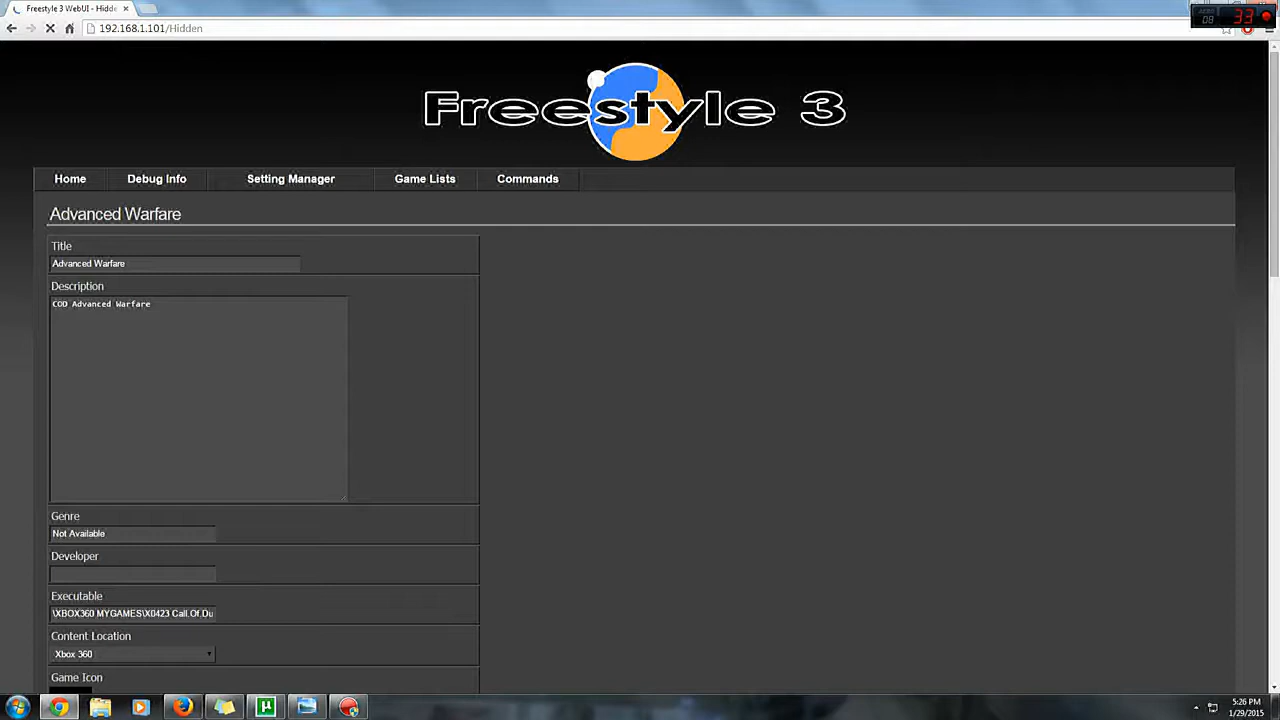 Freestyle 3 WebUI - Hidde
08
33
192.168.1.101/Hidden
Freestyle 3
Home Debug Info Setting Manager Game Lists Commands
Advanced Warfare
Title
Advanced Warfare
Description
COD Advanced Warfare
Genre
Not Available
Developer
Executable
\XBOX360 MYGAMES\X0423 Call.Of.Du
Content Location
Xbox 360
Game Icon
5:26 PM
1/29/2015